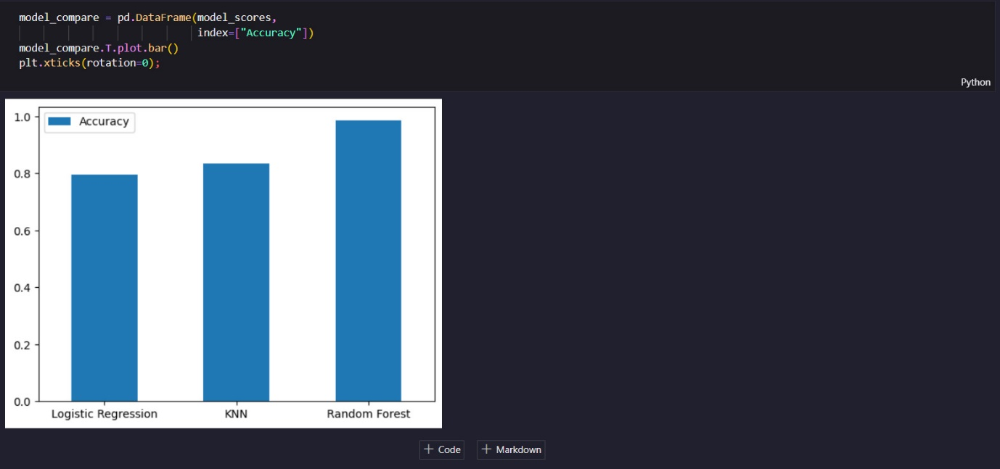 model_compare = pd.DataFrame(model_scores,
index=["Accuracy"])
model_compare.T.plot.bar()
plt.xticks(rotation=0);
Python
Accuracy
1.0
0.8
0.6
0.4
0.2
0.0
Logistic Regression KNN Random Forest
+ Code + Markdown